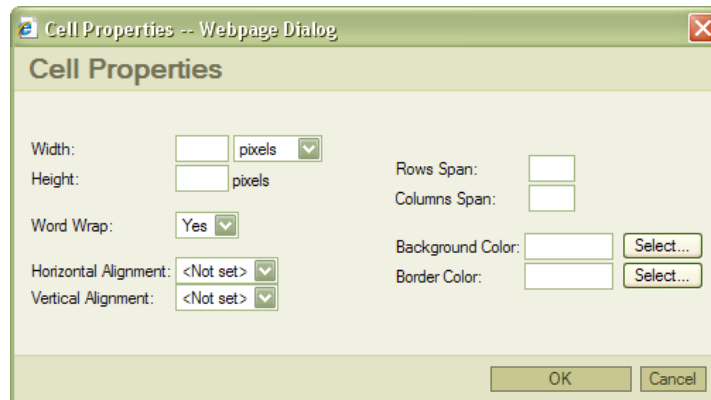 Cell Properties -- Webpage Dialog
Cell Properties
Width: pixels
Height: pixels
Word Wrap: Yes
Horizontal Alignment: <Not set>
Vertical Alignment: <Not set>
Rows Span:
Columns Span:
Background Color: Select...
Border Color: Select...
OK Cancel